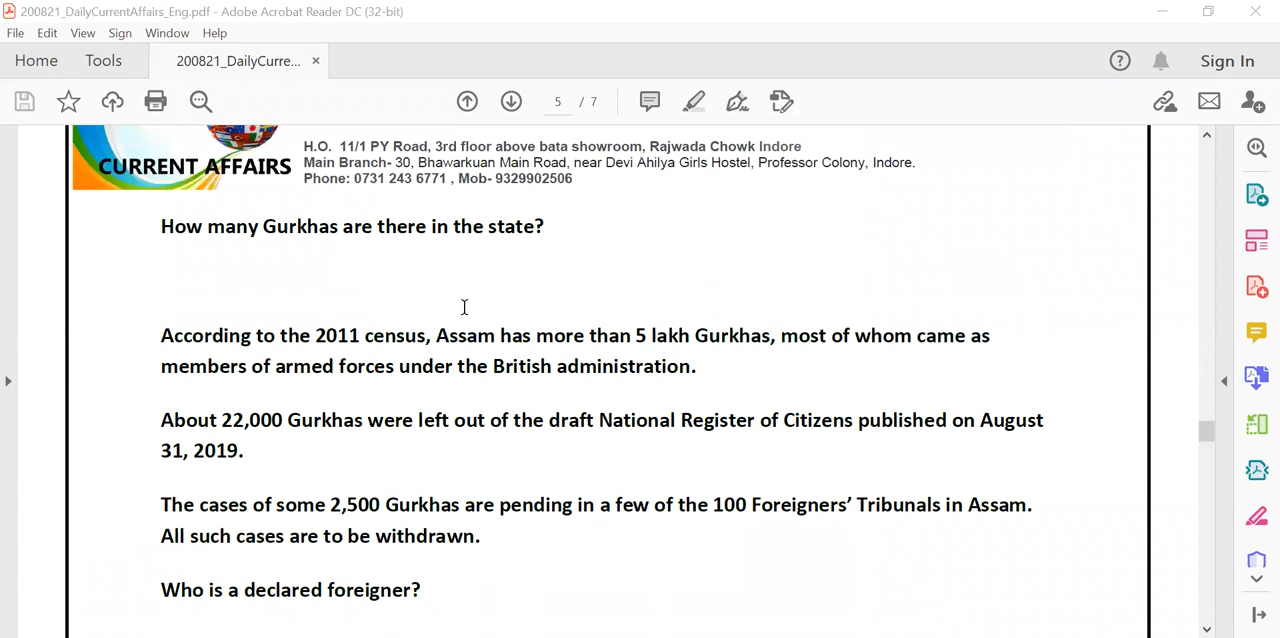 200821_DailyCurrentAffairs_Eng.pdf - Adobe Acrobat Reader DC (32-bit)
File Edit View Sign Window Help
Home Tools 200821_DailyCurre... × Sign In
5 / 7
CURRENT AFFAIRS
H.O. 11/1 PY Road, 3rd floor above bata showroom, Rajwada Chowk Indore
Main Branch- 30, Bhawarkuan Main Road, near Devi Ahilya Girls Hostel, Professor Colony, Indore.
Phone: 0731 243 6771 , Mob- 9329902506
How many Gurkhas are there in the state?
According to the 2011 census, Assam has more than 5 lakh Gurkhas, most of whom came as
members of armed forces under the British administration.
About 22,000 Gurkhas were left out of the draft National Register of Citizens published on August
31, 2019.
The cases of some 2,500 Gurkhas are pending in a few of the 100 Foreigners’ Tribunals in Assam.
All such cases are to be withdrawn.
Who is a declared foreigner?